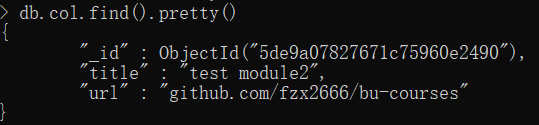 > db.col.find().pretty()
{
"_id" : ObjectId("5de9a07827671c75960e2490"),
"title" : "test module2",
"url" : "github.com/fzx2666/bu-courses"
}